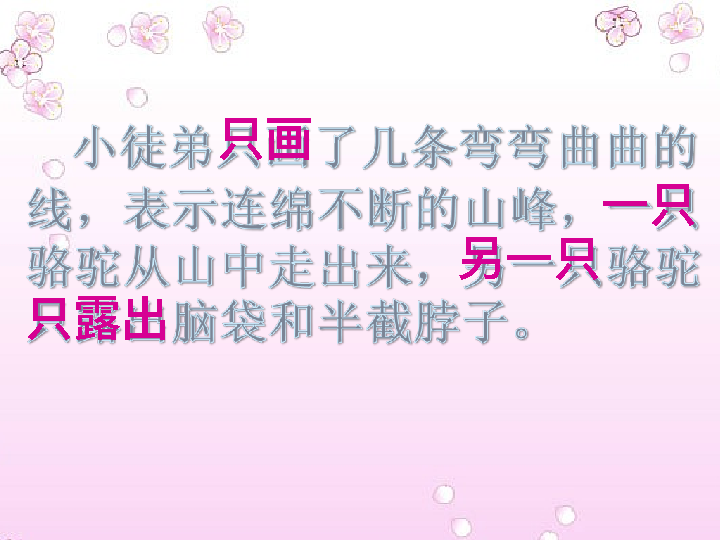 小徒弟只画了几条弯弯曲曲的
线，表示连绵不断的山峰，一只
骆驼从山中走出来，另一只骆驼
只露出脑袋和半截脖子。